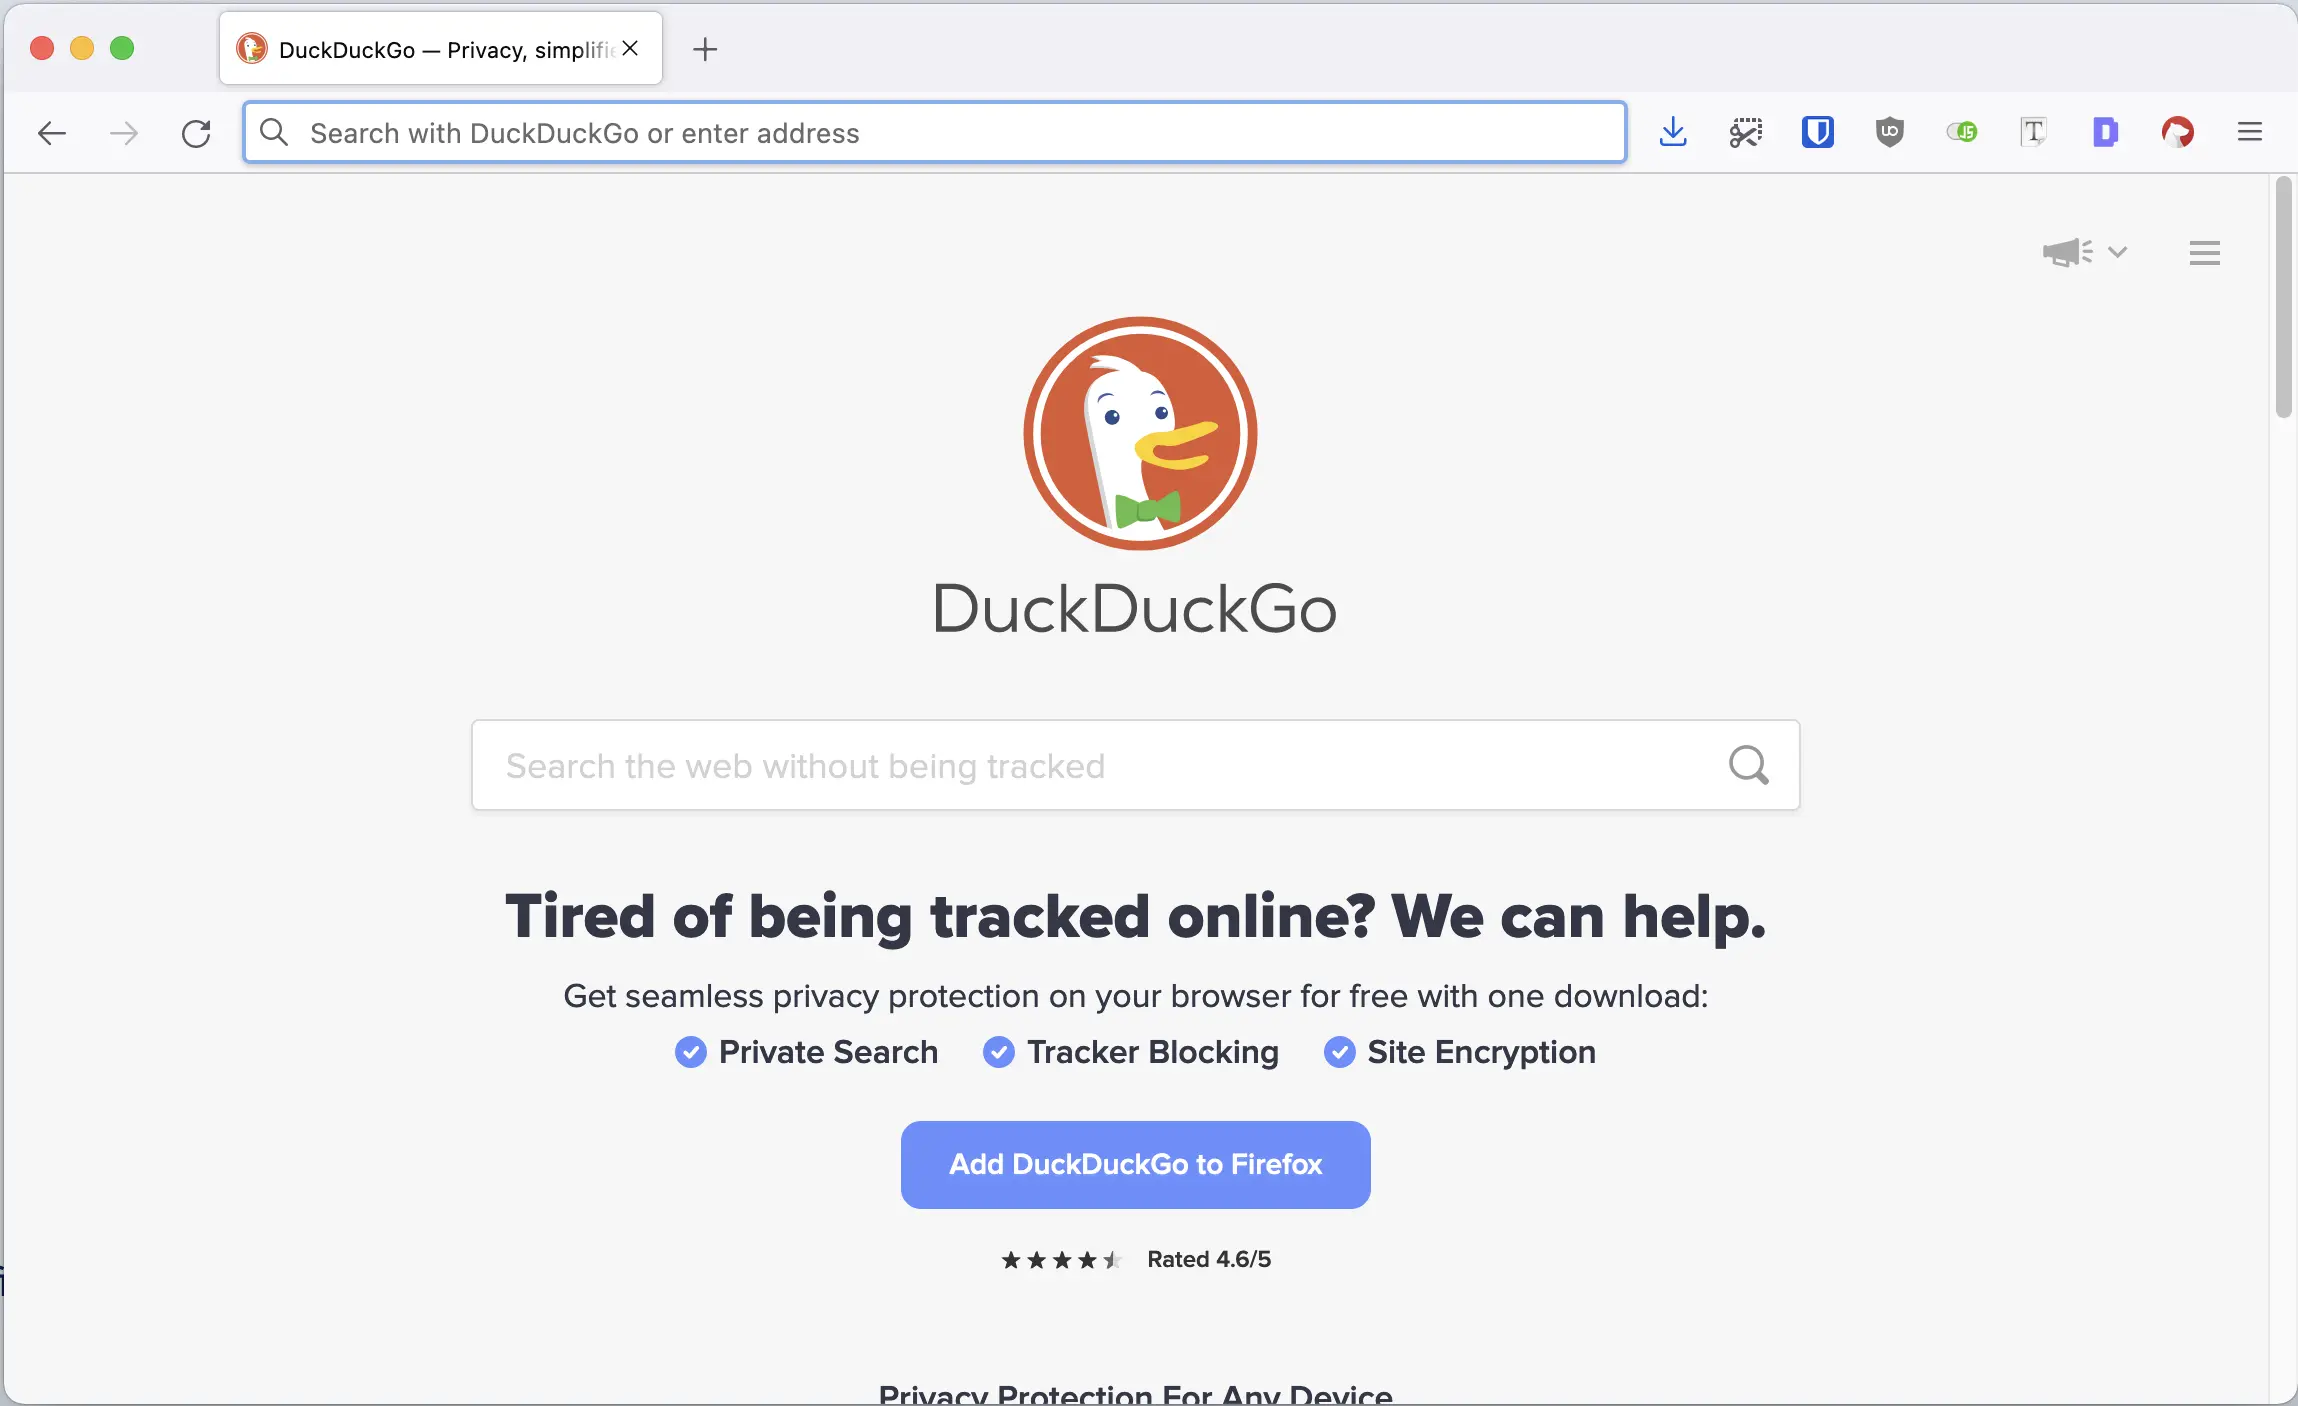 DuckDuckGo — Privacy, simplifie
Search with DuckDuckGo or enter address
UO
JS
T
D
DuckDuckGo
Search the web without being tracked
Tired of being tracked online? We can help.
Get seamless privacy protection on your browser for free with one download:
Private Search Tracker Blocking Site Encryption
Add DuckDuckGo to Firefox
Rated 4.6/5
Privacy Protection For Any Device